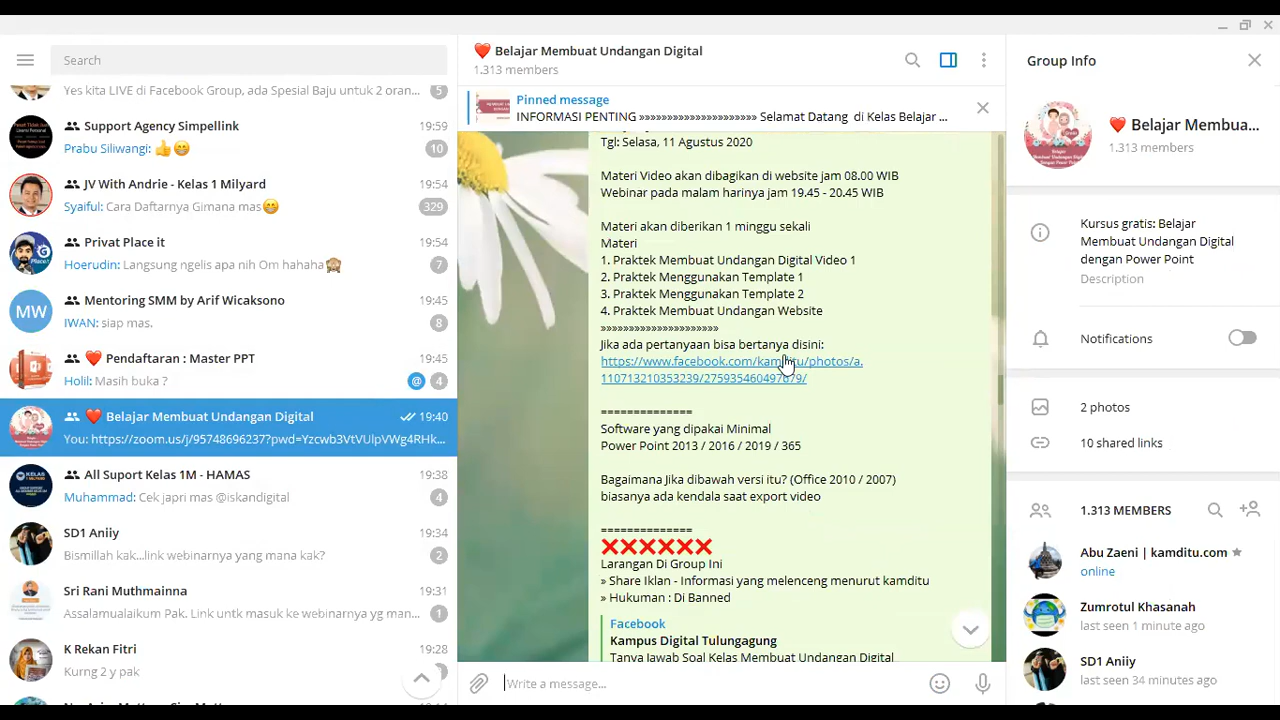 Search
Yes kita LIVE di Facebook Group, ada Spesial Baju untuk 2 oran...
5
Support Agency Simpellink
19:59
Prabu Siliwangi: 👍😊
10
JV With Andrie - Kelas 1 Milyard
19:54
Syaiful: Cara Daftarnya Gimana mas😁
329
Privat Place it
19:54
Hoerudin: Langsung ngelis apa nih Om hahaha🙈
7
MW
Mentoring SMM by Arif Wicaksono
19:45
IWAN: siap mas.
8
❤️ Pendaftaran : Master PPT
19:45
Holil: Masih buka ?
@ 4
❤️ Belajar Membuat Undangan Digital
19:40
You: https://zoom.us/j/95748696237?pwd=Yzcwb3VtVUlpVWg4RHk...
All Suport Kelas 1M - HAMAS
19:38
Muhammad: Cek japri mas @iskandigital
4
SD1 Aniiy
19:34
Bismillah kak...link webinarnya yang mana kak?
2
Sri Rani Muthmainna
19:31
Assalamualaikum Pak. Link untk masuk ke webinarnya yg man...
1
K Rekan Fitri
19:28
Kurng 2 y pak
❤️ Belajar Membuat Undangan Digital
1.313 members
Pinned message
INFORMASI PENTING »»»»»»»»»»»»»»»»»»»»» Selamat Datang di Kelas Belajar ...
Tgl: Selasa, 11 Agustus 2020
Materi Video akan dibagikan di website jam 08.00 WIB
Webinar pada malam harinya jam 19.45 - 20.45 WIB
Materi akan diberikan 1 minggu sekali
Materi
1. Praktek Membuat Undangan Digital Video 1
2. Praktek Menggunakan Template 1
3. Praktek Menggunakan Template 2
4. Praktek Membuat Undangan Website
»»»»»»»»»»»»»»»»»»»»»
Jika ada pertanyaan bisa bertanya disini:
https://www.facebook.com/kamditu/photos/a.
110713210353239/275935460497679/
==============
Software yang dipakai Minimal
Power Point 2013 / 2016 / 2019 / 365
Bagaimana Jika dibawah versi itu? (Office 2010 / 2007)
biasanya ada kendala saat export video
==============
❌❌❌❌❌❌
Larangan Di Group Ini
» Share Iklan - Informasi yang melenceng menurut kamditu
» Hukuman : Di Banned
Facebook
Kampus Digital Tulungagung
Tanya Jawab Soal Kelas Membuat Undangan Digital
Write a message...
Group Info
❤️ Belajar Membua...
1.313 members
Kursus gratis: Belajar
Membuat Undangan Digital
dengan Power Point
Description
Notifications
2 photos
10 shared links
1.313 MEMBERS
Abu Zaeni | kamditu.com
online
Zumrotul Khasanah
last seen 1 minute ago
SD1 Aniiy
last seen 34 minutes ago